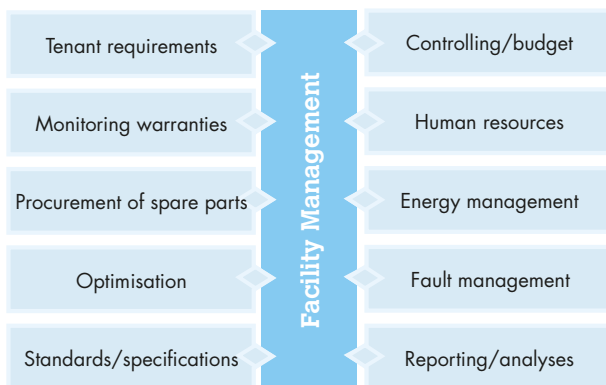 Tenant requirements
Monitoring warranties
Procurement of spare parts
Optimisation
Standards/specifications
Facility Management
Controlling/budget
Human resources
Energy management
Fault management
Reporting/analyses